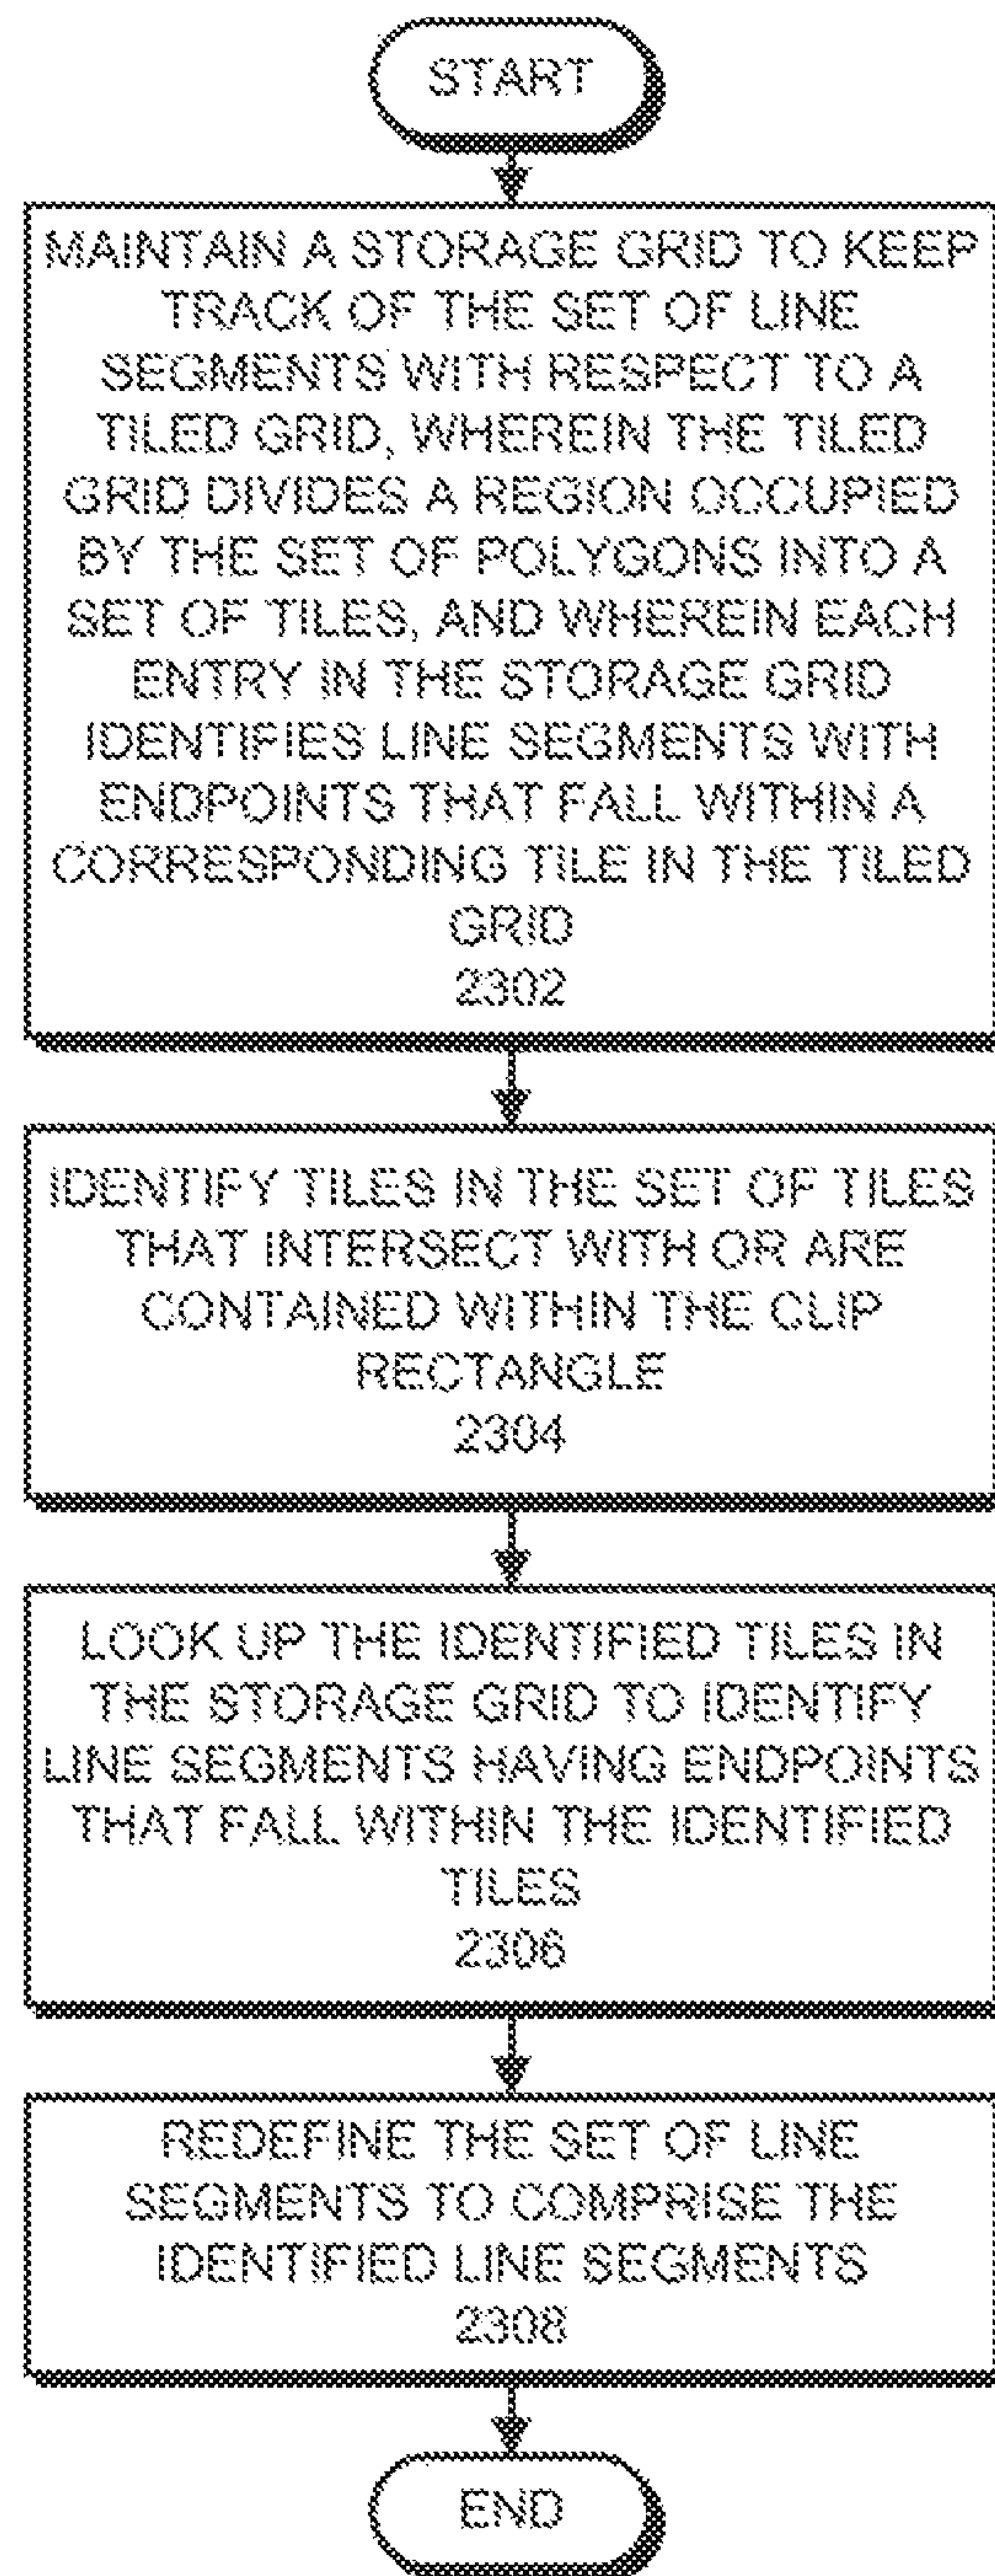 START
MAINTAIN A STORAGE GRID TO KEEP
TRACK OF THE SET OF LINE
SEGMENTS WITH RESPECT TO A
TILED GRID, WHEREIN THE TILED
GRID DIVIDES A REGION OCCUPIED
BY THE SET OF POLYGONS INTO A
SET OF TILES, AND WHEREIN EACH
ENTRY IN THE STORAGE GRID
IDENTIFIES LINE SEGMENTS WITH
ENDPOINTS THAT FALL WITHIN A
CORRESPONDING TILE IN THE TILED
GRID
2302
IDENTIFY TILES IN THE SET OF TILES
THAT INTERSECT WITH OR ARE
CONTAINED WITHIN THE CLIP
RECTANGLE
2304
LOOK UP THE IDENTIFIED TILES IN
THE STORAGE GRID TO IDENTIFY
LINE SEGMENTS HAVING ENDPOINTS
THAT FALL WITHIN THE IDENTIFIED
TILES
2306
REDEFINE THE SET OF LINE
SEGMENTS TO COMPRISE THE
IDENTIFIED LINE SEGMENTS
2308
END